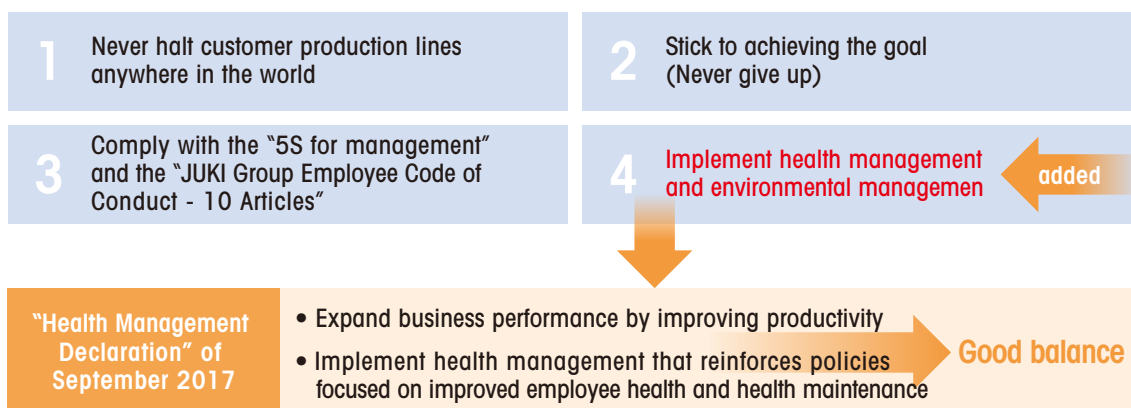 1
Never halt customer production lines
anywhere in the world
2
Stick to achieving the goal
(Never give up)
3
Comply with the “5S for management”
and the “JUKI Group Employee Code of
Conduct - 10 Articles”
4
Implement health management
and environmental managemen
added
“Health Management
Declaration” of
September 2017
• Expand business performance by improving productivity
• Implement health management that reinforces policies
focused on improved employee health and health maintenance
Good balance